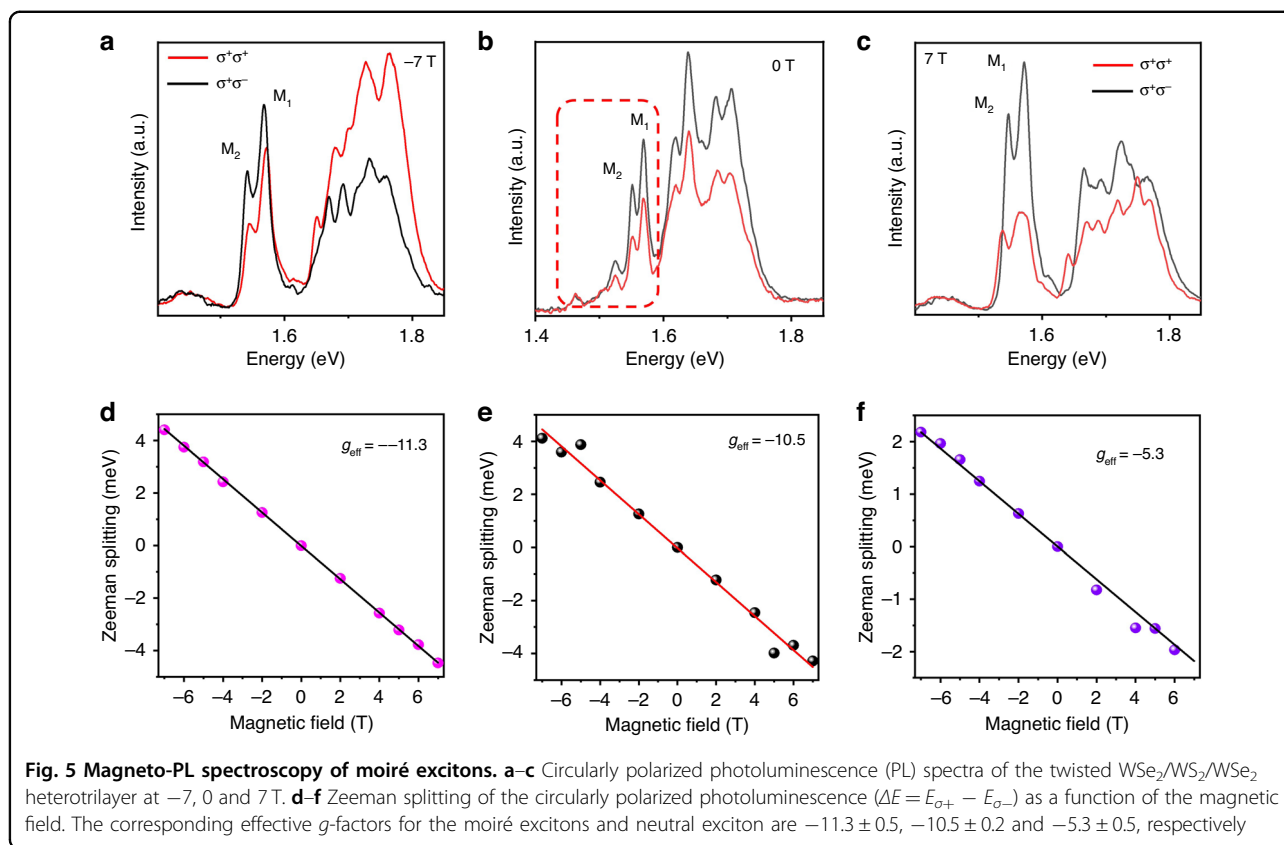 a
σ⁺σ⁺
σ⁺σ⁻
−7 T
M₁
M₂
Intensity (a.u.)
1.6
1.8
Energy (eV)
b
0 T
M₁
M₂
Intensity (a.u.)
1.4
1.6
1.8
Energy (eV)
c
7 T
σ⁺σ⁺
σ⁺σ⁻
M₁
M₂
Intensity (a.u.)
1.6
1.8
Energy (eV)
d
g_eff = −−11.3
Zeeman splitting (meV)
4
2
0
−2
−4
−6 −4 −2 0 2 4 6
Magnetic field (T)
e
g_eff = −10.5
Zeeman splitting (meV)
4
2
0
−2
−4
−6 −4 −2 0 2 4 6
Magnetic field (T)
f
g_eff = −5.3
Zeeman splitting (meV)
2
1
0
−1
−2
−6 −4 −2 0 2 4 6
Magnetic field (T)
Fig. 5 Magneto-PL spectroscopy of moiré excitons. a–c Circularly polarized photoluminescence (PL) spectra of the twisted WSe₂/WS₂/WSe₂
heterotrilayer at −7, 0 and 7 T. d–f Zeeman splitting of the circularly polarized photoluminescence (ΔE = E_σ+ − E_σ−) as a function of the magnetic
field. The corresponding effective g-factors for the moiré excitons and neutral exciton are −11.3 ± 0.5, −10.5 ± 0.2 and −5.3 ± 0.5, respectively